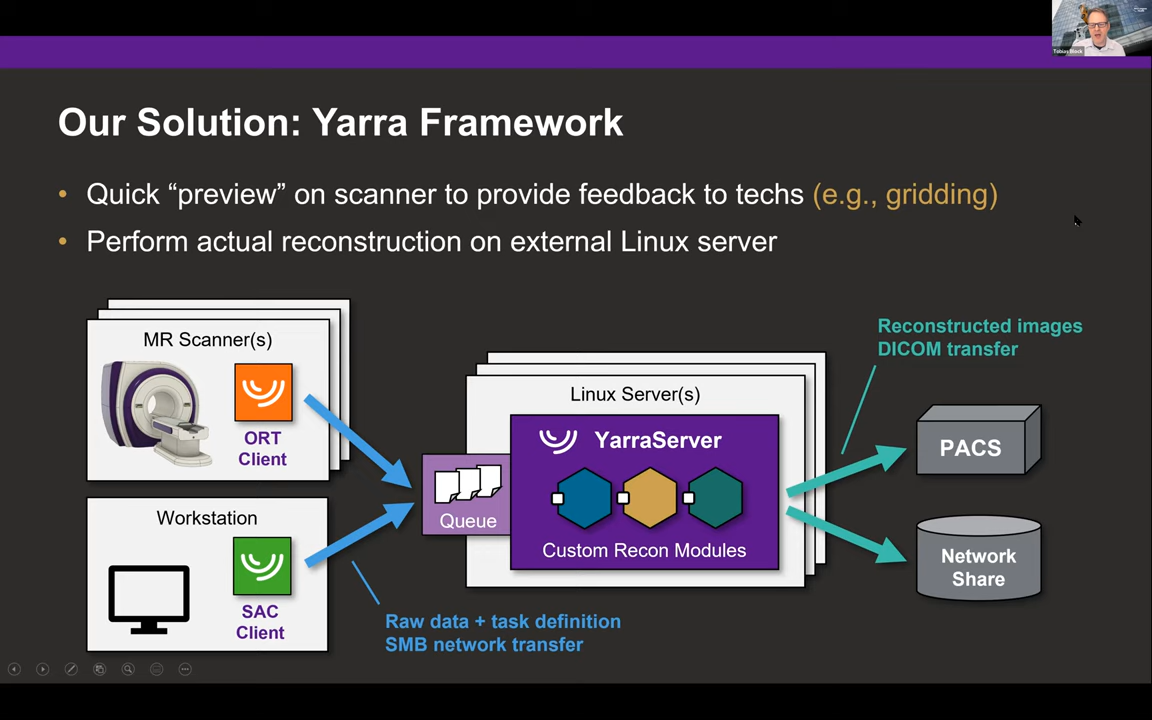 Tobias Block
Our Solution: Yarra Framework
• Quick “preview” on scanner to provide feedback to techs (e.g., gridding)
• Perform actual reconstruction on external Linux server
MR Scanner(s)
ORT
Client
Workstation
SAC
Client
Queue
Linux Server(s)
YarraServer
Custom Recon Modules
Raw data + task definition
SMB network transfer
Reconstructed images
DICOM transfer
PACS
Network
Share